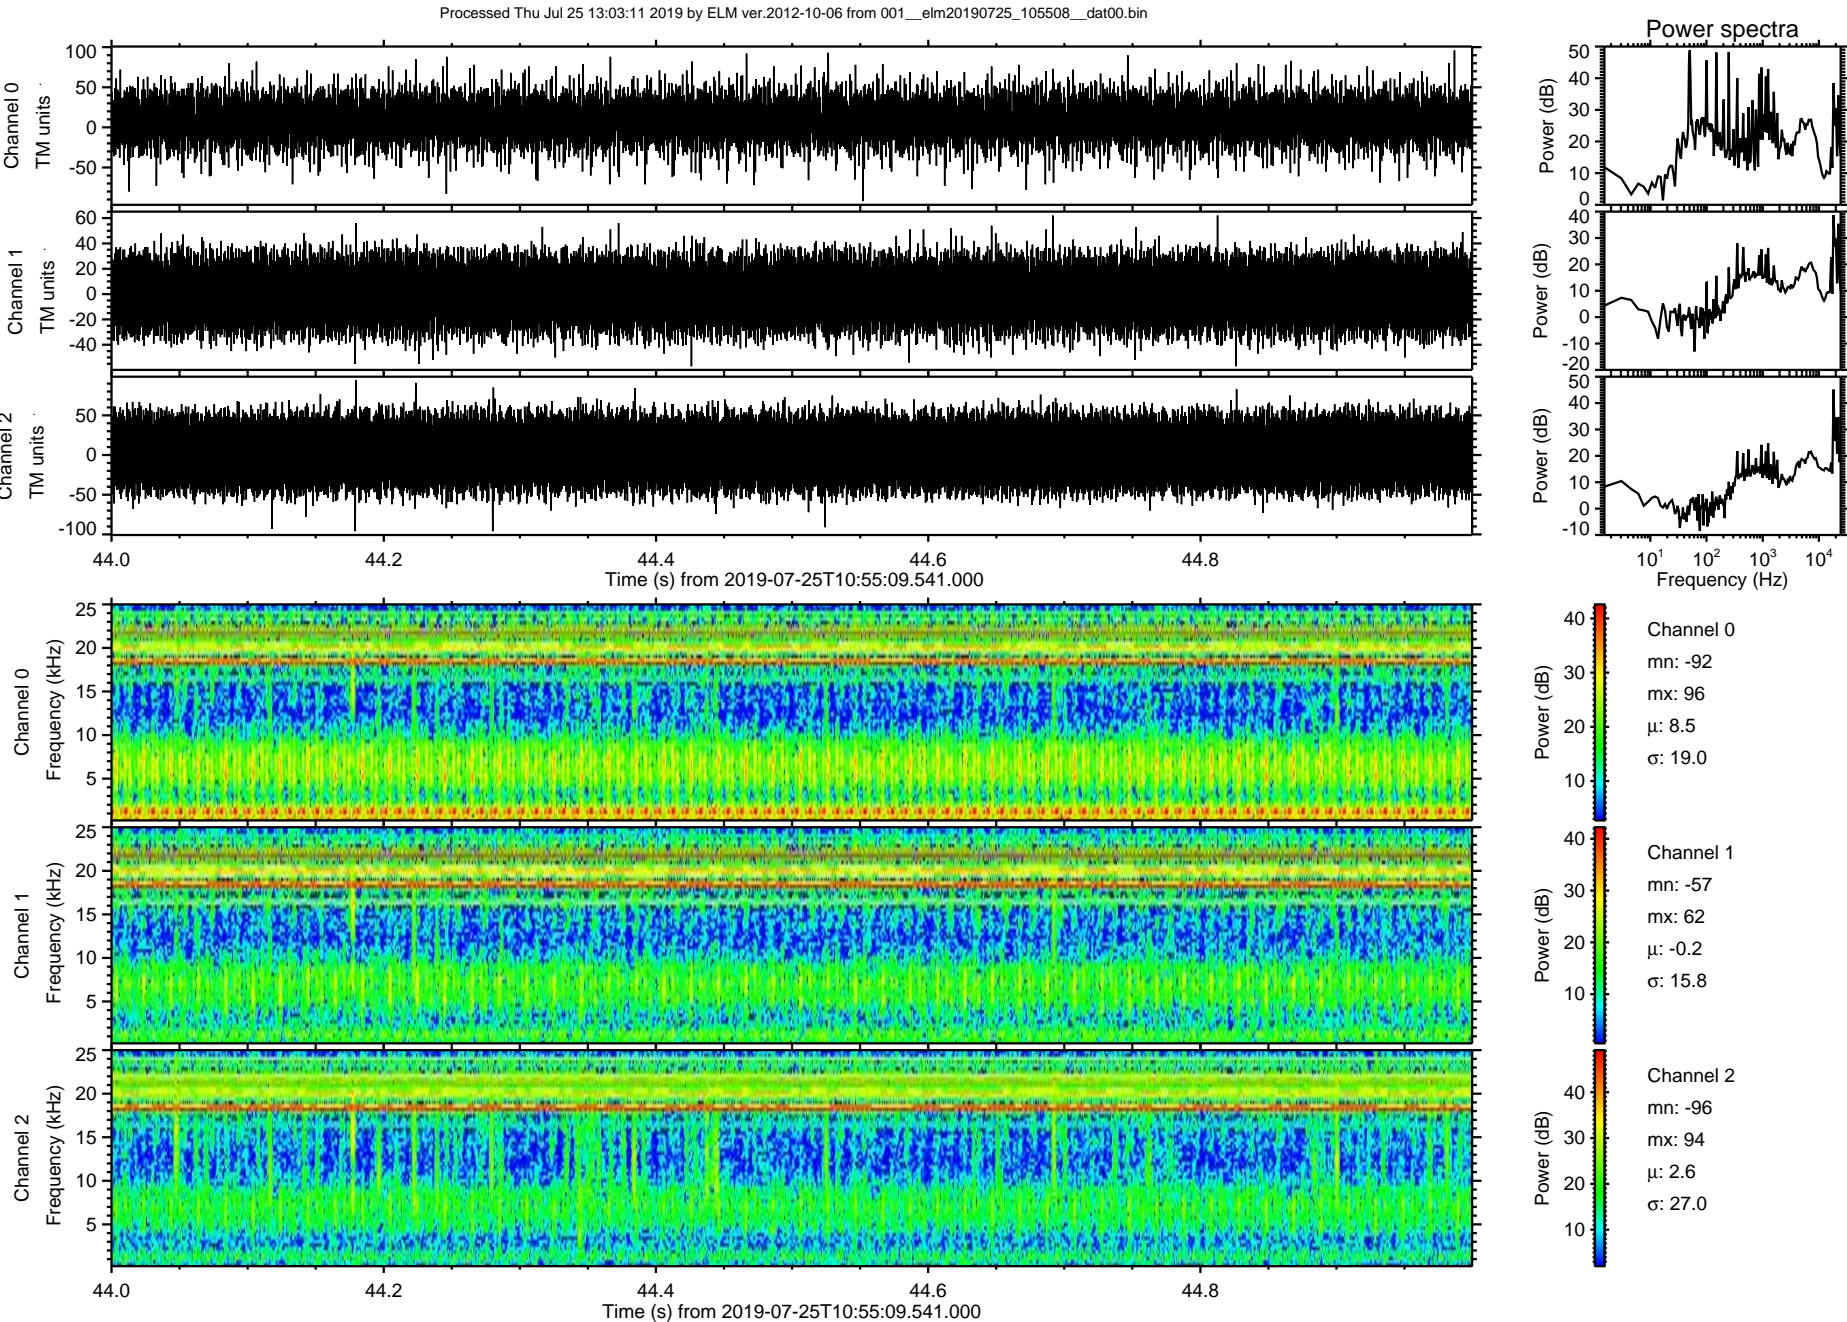 Processed Thu Jul 25 13:03:11 2019 by ELM ver.2012-10-06 from 001__elm20190725_105508__dat00.bin
Power spectra
Channel 0
TM units
100
50
0
-50
Power (dB)
50
40
30
20
10
0
Channel 1
TM units
60
40
20
0
-20
-40
Power (dB)
40
30
20
10
0
-10
-20
Channel 2
TM units
50
0
-50
-100
Power (dB)
50
40
30
20
10
0
-10
44.0 44.2 44.4 44.6 44.8
Time (s) from 2019-07-25T10:55:09.541.000
10¹ 10² 10³ 10⁴
Frequency (Hz)
Channel 0
Frequency (kHz)
25
20
15
10
5
Power (dB)
40
30
20
10
Channel 0
mn: -92
mx: 96
μ: 8.5
σ: 19.0
Channel 1
Frequency (kHz)
25
20
15
10
5
Power (dB)
40
30
20
10
Channel 1
mn: -57
mx: 62
μ: -0.2
σ: 15.8
Channel 2
Frequency (kHz)
25
20
15
10
5
Power (dB)
40
30
20
10
Channel 2
mn: -96
mx: 94
μ: 2.6
σ: 27.0
44.0 44.2 44.4 44.6 44.8
Time (s) from 2019-07-25T10:55:09.541.000